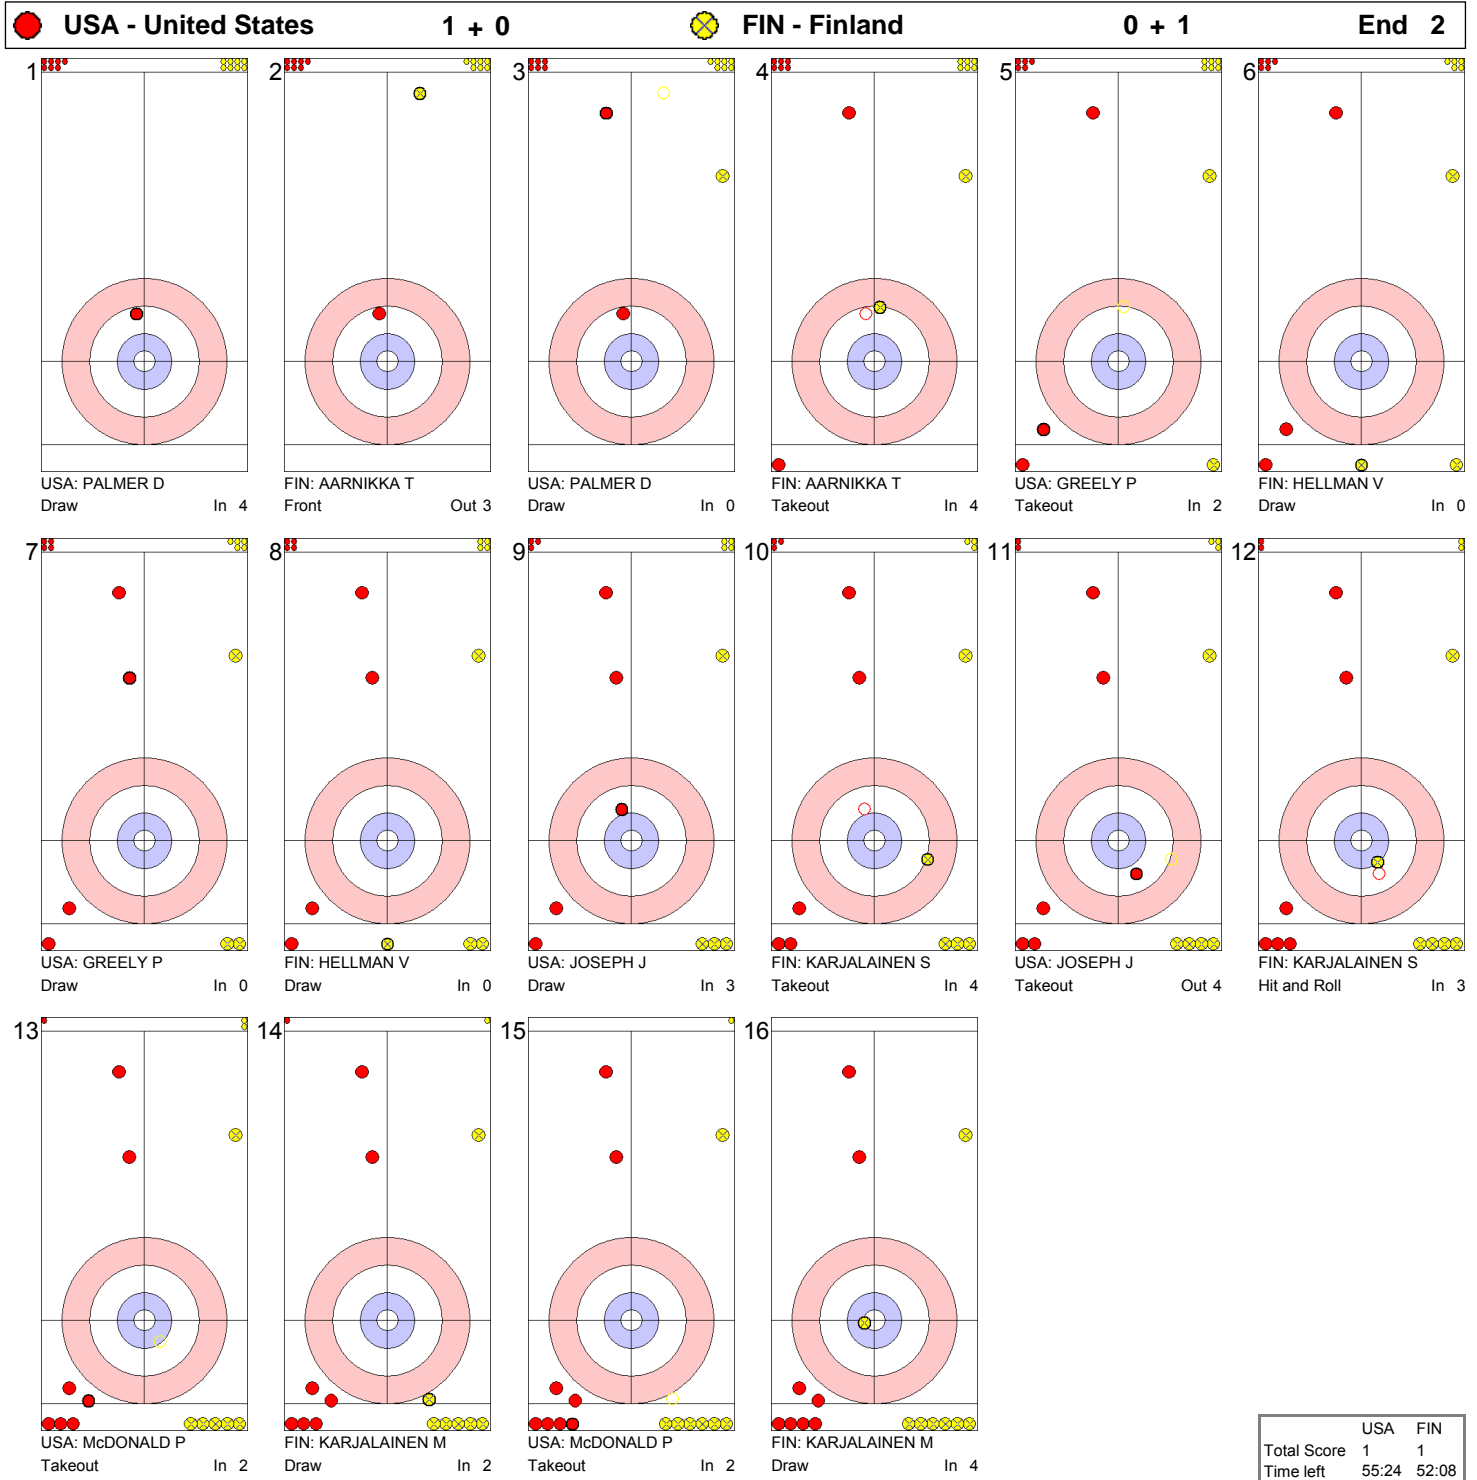 USA - United States 1 + 0 FIN - Finland 0 + 1 End 2
1 2 3 4 5 6
USA: PALMER D FIN: AARNIKKA T USA: PALMER D FIN: AARNIKKA T USA: GREELY P FIN: HELLMAN V
Draw In 4 Front Out 3 Draw In 0 Takeout In 4 Takeout In 2 Draw In 0
7 8 9 10 11 12
USA: GREELY P FIN: HELLMAN V USA: JOSEPH J FIN: KARJALAINEN S USA: JOSEPH J FIN: KARJALAINEN S
Draw In 0 Draw In 0 Draw In 3 Takeout In 4 Takeout Out 4 Hit and Roll In 3
13 14 15 16
USA: McDONALD P FIN: KARJALAINEN M USA: McDONALD P FIN: KARJALAINEN M
Takeout In 2 Draw In 2 Takeout In 2 Draw In 4
USA FIN
Total Score 1 1
Time left 55:24 52:08